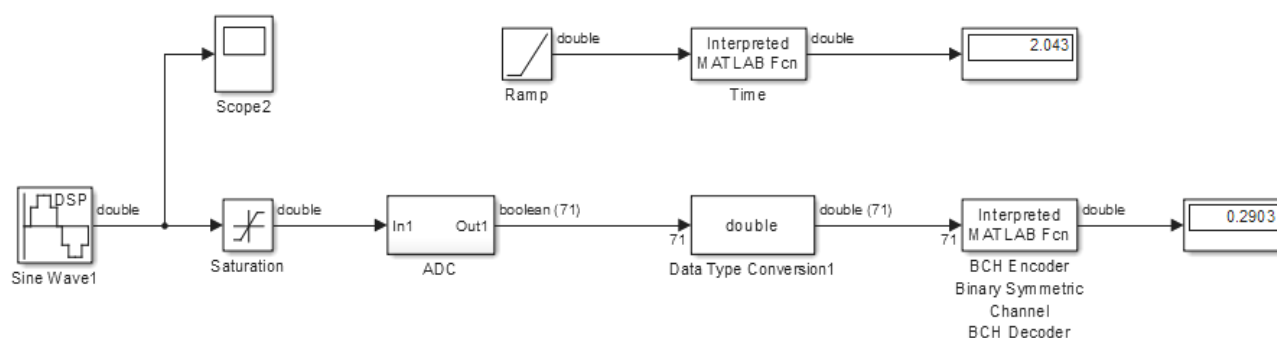 double
Interpreted
MATLAB Fcn
double
2.043
Scope2
Ramp
Time
DSP
double
double
In1
Out1
boolean (71)
71
double
double (71)
71
Interpreted
MATLAB Fcn
double
0.2903
Sine Wave1
Saturation
ADC
Data Type Conversion1
BCH Encoder
Binary Symmetric
Channel
BCH Decoder